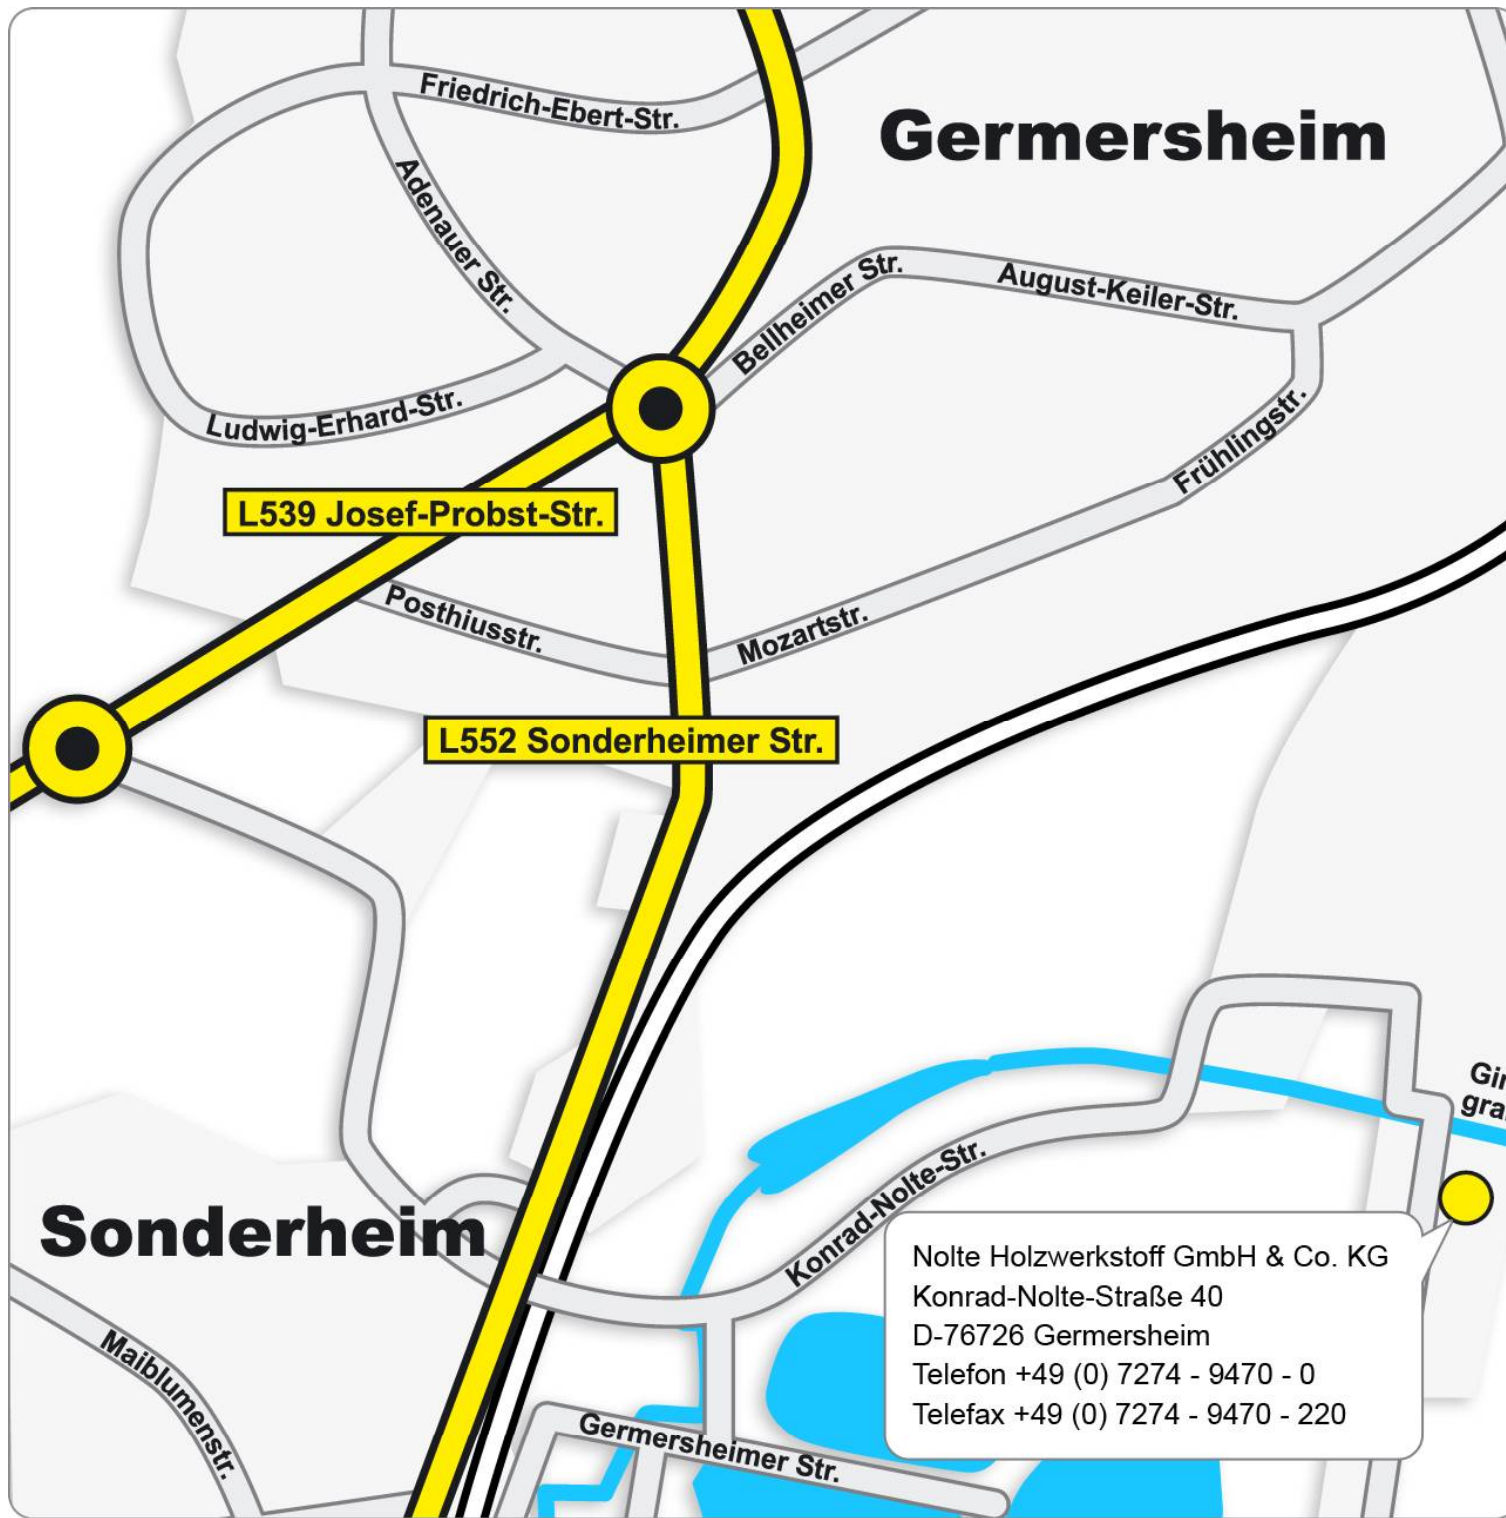 Friedrich-Ebert-Str.
Germersheim
Adenauer Str.
Bellheimer Str.
August-Keiler-Str.
Ludwig-Erhard-Str.
Frühlingstr.
L539 Josef-Probst-Str.
Posthiusstr.
Mozartstr.
L552 Sonderheimer Str.
Konrad-Nolte-Str.
Sonderheim
Nolte Holzwerkstoff GmbH & Co. KG
Konrad-Nolte-Straße 40
D-76726 Germersheim
Telefon +49 (0) 7274 - 9470 - 0
Telefax +49 (0) 7274 - 9470 - 220
Maiblumenstr.
Germersheimer Str.